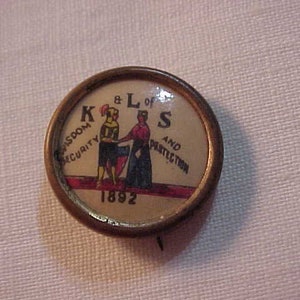 K & L of S
WISDOM
SECURITY
AND
PROTECTION
1892